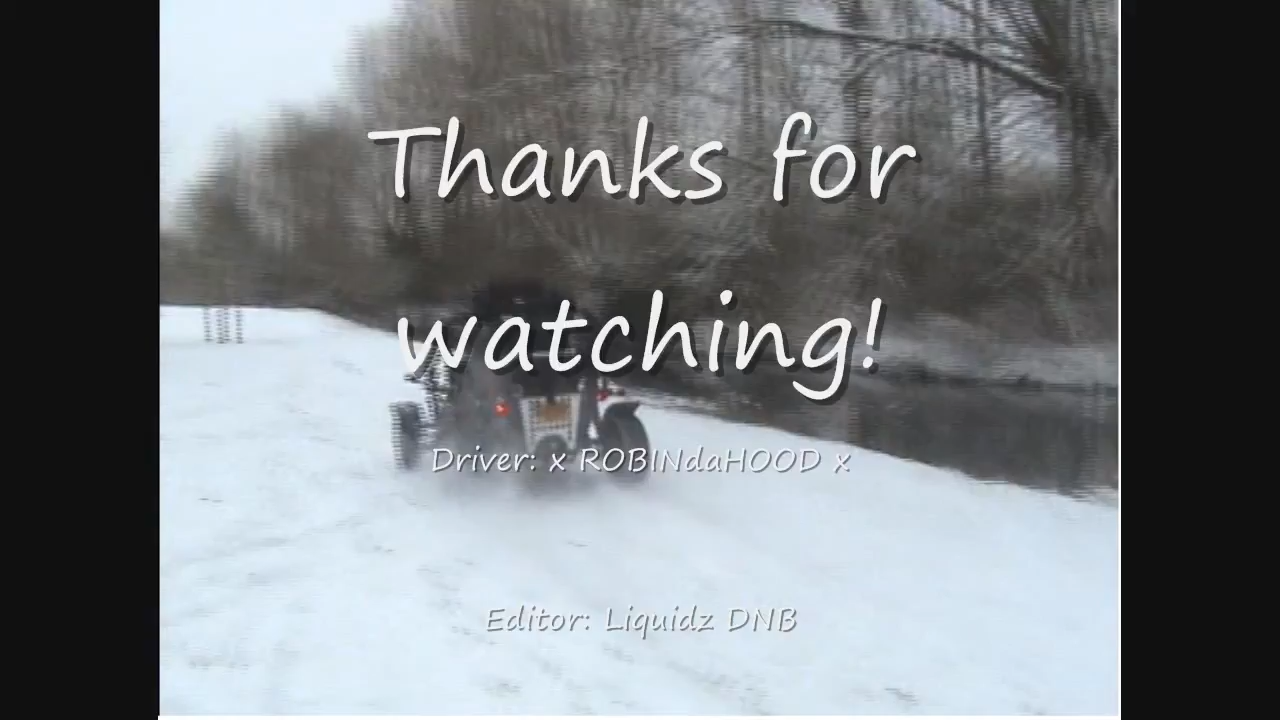 Thanks for
watching!
Driver: x ROBINdaHOOD x
Editor: Liquidz DNB